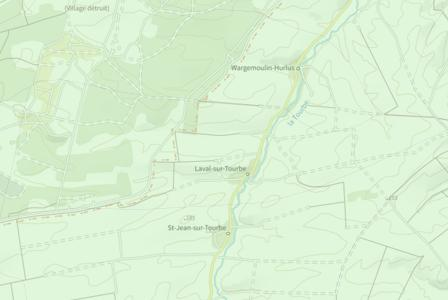 (Village détruit)
Wargemoulin-Hurlus
la Tourbe
Laval-sur-Tourbe
St-Jean-sur-Tourbe